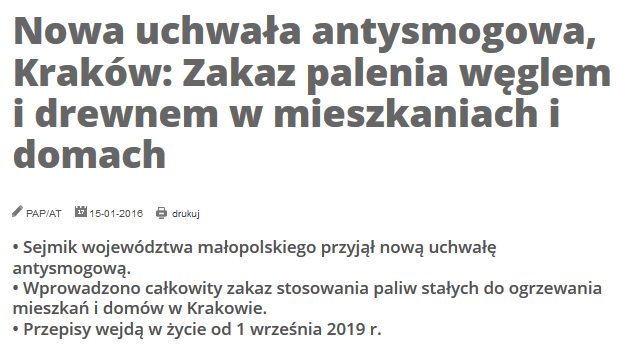 Nowa uchwała antysmogowa,
Kraków: Zakaz palenia węglem
i drewnem w mieszkaniach i
domach
PAP/AT 15-01-2016 drukuj
• Sejmik województwa małopolskiego przyjął nową uchwałę
antysmogową.
• Wprowadzono całkowity zakaz stosowania paliw stałych do ogrzewania
mieszkań i domów w Krakowie.
• Przepisy wejdą w życie od 1 września 2019 r.